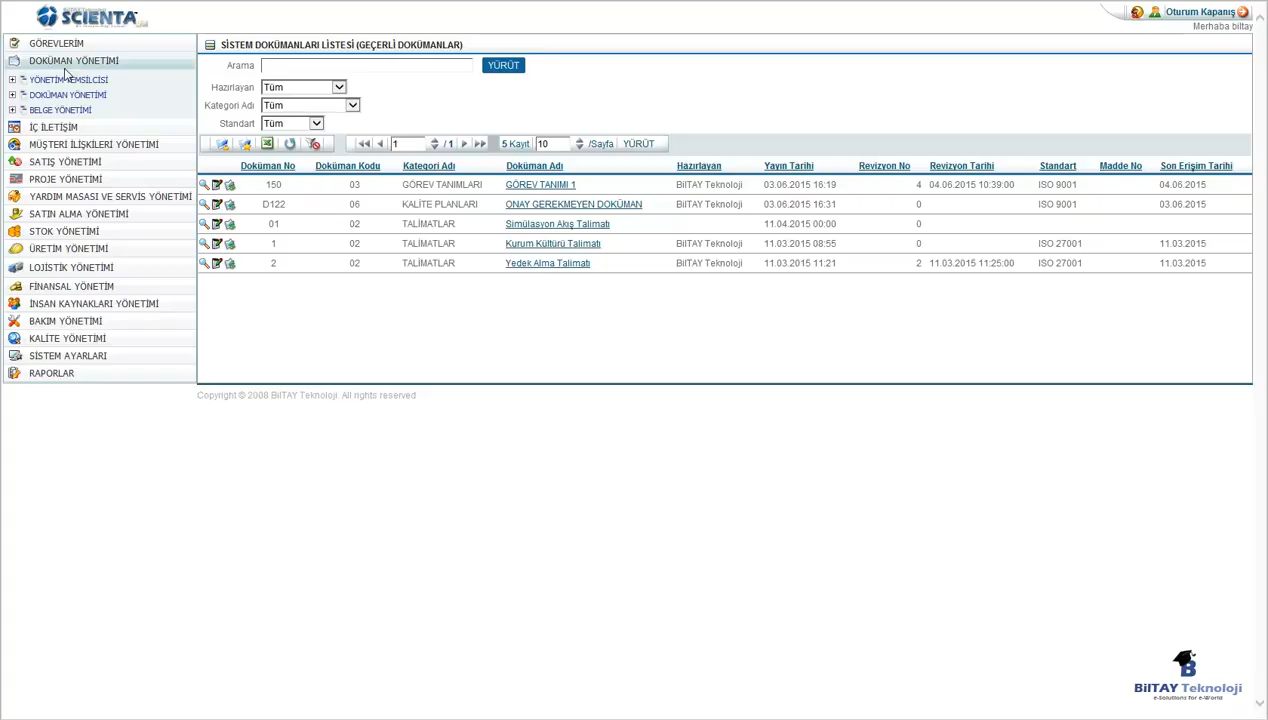 SCIENTA
Oturum Kapanış
Merhaba biltay
GÖREVLERİM
DOKÜMAN YÖNETİMİ
YÖNETİM TEMSİLCİSİ
DOKÜMAN YÖNETİMİ
BELGE YÖNETİMİ
İÇ İLETİŞİM
MÜŞTERİ İLİŞKİLERİ YÖNETİMİ
SATIŞ YÖNETİMİ
PROJE YÖNETİMİ
YARDIM MASASI VE SERVİS YÖNETİMİ
SATIN ALMA YÖNETİMİ
STOK YÖNETİMİ
ÜRETİM YÖNETİMİ
LOJİSTİK YÖNETİMİ
FİNANSAL YÖNETİM
İNSAN KAYNAKLARI YÖNETİMİ
BAKIM YÖNETİMİ
KALİTE YÖNETİMİ
SİSTEM AYARLARI
RAPORLAR
SİSTEM DOKÜMANLARI LİSTESİ (GEÇERLİ DOKÜMANLAR)
Arama YÜRÜT
Hazırlayan Tüm
Kategori Adı Tüm
Standart Tüm
1 / 1 5 Kayıt 10 /Sayfa YÜRÜT
Doküman No Doküman Kodu Kategori Adı Doküman Adı Hazırlayan Yayın Tarihi Revizyon No Revizyon Tarihi Standart Madde No Son Erişim Tarihi
150 03 GÖREV TANIMLARI GÖREV TANIMI 1 BilTAY Teknoloji 03.06.2015 16:19 4 04.06.2015 10:39:00 ISO 9001 04.06.2015
D122 06 KALİTE PLANLARI ONAY GEREKMEYEN DOKÜMAN BilTAY Teknoloji 03.06.2015 16:31 0 ISO 9001 03.06.2015
01 02 TALİMATLAR Simülasyon Akış Talimatı 11.04.2015 00:00 0
1 02 TALİMATLAR Kurum Kültürü Talimatı BilTAY Teknoloji 11.03.2015 08:55 0 ISO 27001 11.03.2015
2 02 TALİMATLAR Yedek Alma Talimatı BilTAY Teknoloji 11.03.2015 11:21 2 11.03.2015 11:25:00 ISO 27001 11.03.2015
Copyright © 2008 BilTAY Teknoloji. All rights reserved
BilTAY Teknoloji
e-Solutions for e-World